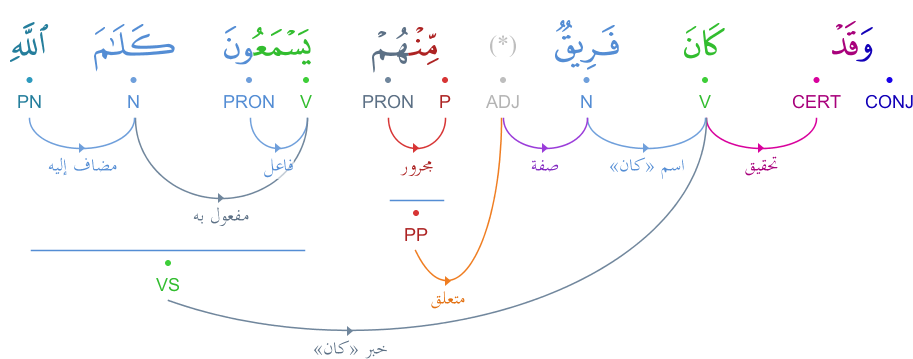 وَقَدْ كَانَ فَرِيقٌ (*) مِّنْهُمْ يَسْمَعُونَ كَلَـٰمَ ٱللَّهِ
CONJ CERT V N ADJ P PRON V PRON N PN
تحقيق اسم «كان» صفة مجرور فاعل مضاف إليه
مفعول به
PP
VS
متعلق
خبر «كان»